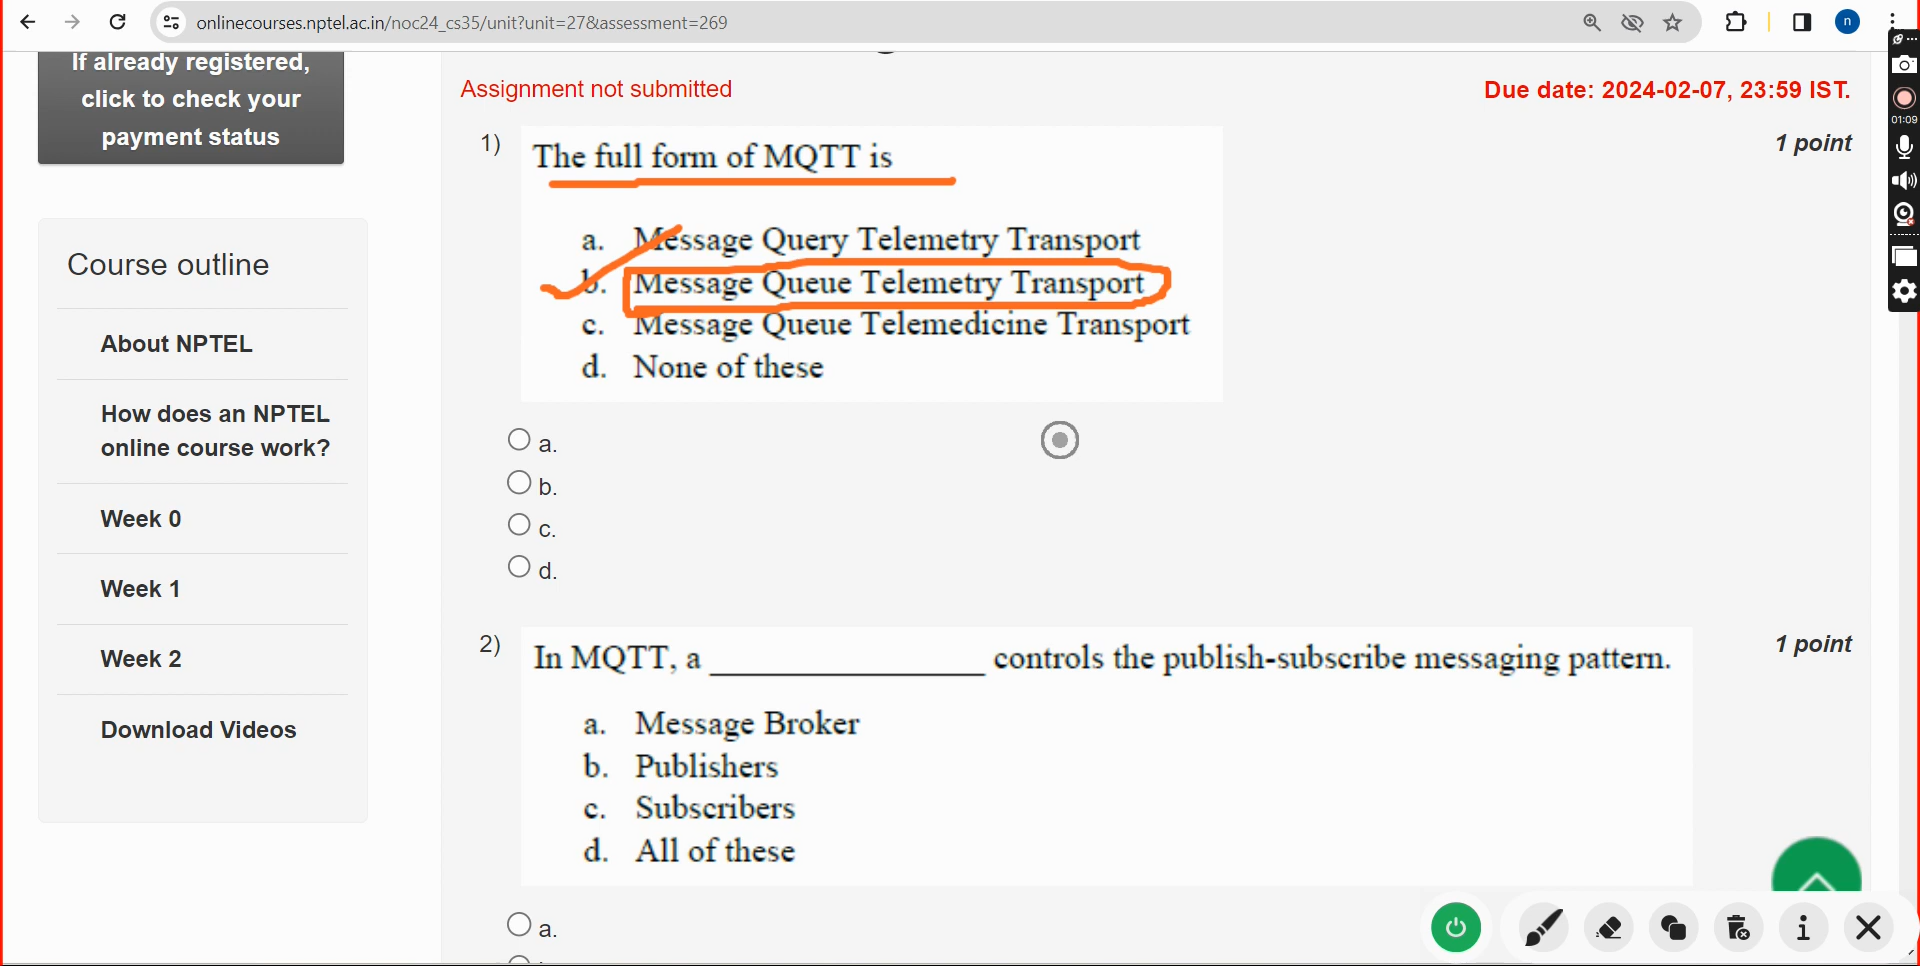 onlinecourses.nptel.ac.in/noc24_cs35/unit?unit=27&assessment=269
n
If already registered,
click to check your
payment status
Course outline
About NPTEL
How does an NPTEL
online course work?
Week 0
Week 1
Week 2
Download Videos
Assignment not submitted
Due date: 2024-02-07, 23:59 IST.
1)
1 point
The full form of MQTT is
a. Message Query Telemetry Transport
b. Message Queue Telemetry Transport
c. Message Queue Telemedicine Transport
d. None of these
a.
b.
c.
d.
2)
1 point
In MQTT, a ________________ controls the publish-subscribe messaging pattern.
a. Message Broker
b. Publishers
c. Subscribers
d. All of these
a.
01:09